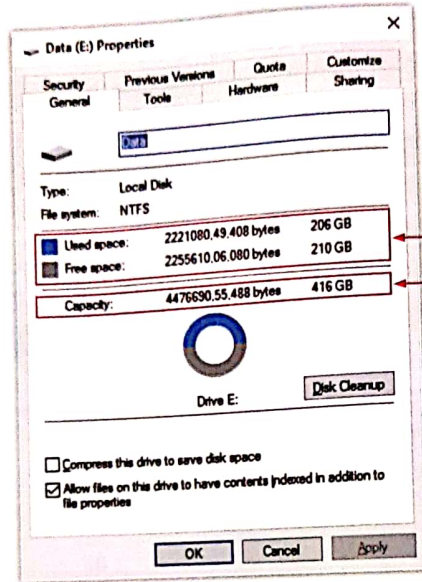 Data (E:) Properties
Security Previous Versions Quota Customize
General Tools Hardware Sharing
Data
Type: Local Disk
File system: NTFS
Used space: 2221080,49,408 bytes 206 GB
Free space: 2255610,06,080 bytes 210 GB
Capacity: 4476690,55,488 bytes 416 GB
Drive E:
Disk Cleanup
Compress this drive to save disk space
Allow files on this drive to have contents indexed in addition to
file properties
OK Cancel Apply